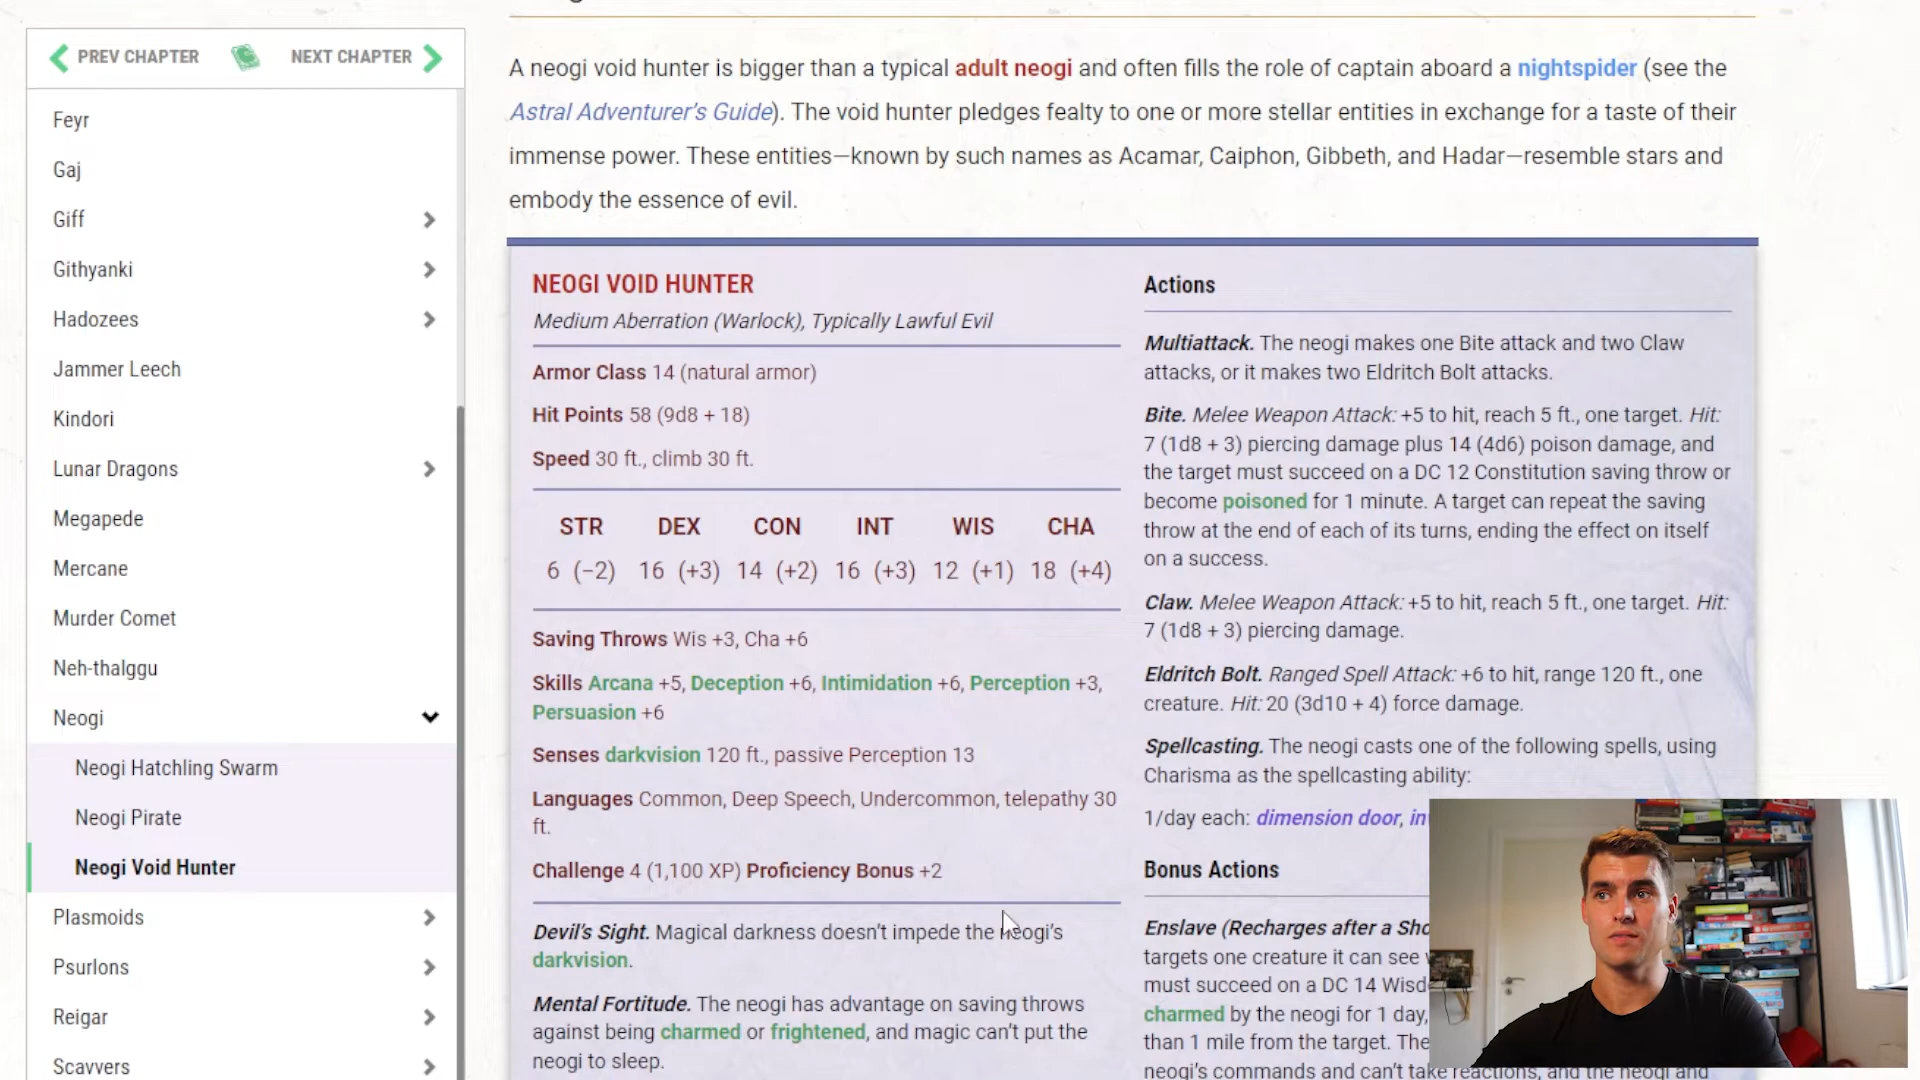 PREV CHAPTER
NEXT CHAPTER
Feyr
Gaj
Giff
Githyanki
Hadozees
Jammer Leech
Kindori
Lunar Dragons
Megapede
Mercane
Murder Comet
Neh-thalggu
Neogi
Neogi Hatchling Swarm
Neogi Pirate
Neogi Void Hunter
Plasmoids
Psurlons
Reigar
Scavvers
A neogi void hunter is bigger than a typical adult neogi and often fills the role of captain aboard a nightspider (see the
Astral Adventurer's Guide). The void hunter pledges fealty to one or more stellar entities in exchange for a taste of their
immense power. These entities—known by such names as Acamar, Caiphon, Gibbeth, and Hadar—resemble stars and
embody the essence of evil.
NEOGI VOID HUNTER
Medium Aberration (Warlock), Typically Lawful Evil
Armor Class 14 (natural armor)
Hit Points 58 (9d8 + 18)
Speed 30 ft., climb 30 ft.
STR DEX CON INT WIS CHA
6 (−2) 16 (+3) 14 (+2) 16 (+3) 12 (+1) 18 (+4)
Saving Throws Wis +3, Cha +6
Skills Arcana +5, Deception +6, Intimidation +6, Perception +3,
Persuasion +6
Senses darkvision 120 ft., passive Perception 13
Languages Common, Deep Speech, Undercommon, telepathy 30
ft.
Challenge 4 (1,100 XP) Proficiency Bonus +2
Devil's Sight. Magical darkness doesn't impede the neogi's
darkvision.
Mental Fortitude. The neogi has advantage on saving throws
against being charmed or frightened, and magic can't put the
neogi to sleep.
Actions
Multiattack. The neogi makes one Bite attack and two Claw
attacks, or it makes two Eldritch Bolt attacks.
Bite. Melee Weapon Attack: +5 to hit, reach 5 ft., one target. Hit:
7 (1d8 + 3) piercing damage plus 14 (4d6) poison damage, and
the target must succeed on a DC 12 Constitution saving throw or
become poisoned for 1 minute. A target can repeat the saving
throw at the end of each of its turns, ending the effect on itself
on a success.
Claw. Melee Weapon Attack: +5 to hit, reach 5 ft., one target. Hit:
7 (1d8 + 3) piercing damage.
Eldritch Bolt. Ranged Spell Attack: +6 to hit, range 120 ft., one
creature. Hit: 20 (3d10 + 4) force damage.
Spellcasting. The neogi casts one of the following spells, using
Charisma as the spellcasting ability:
1/day each: dimension door,
Bonus Actions
Enslave (Recharges after a
targets one creature it can see
must succeed on a DC 14
charmed by the neogi for 1 day,
than 1 mile from the target. The
neogi's commands and can't take reactions, and the neogi and